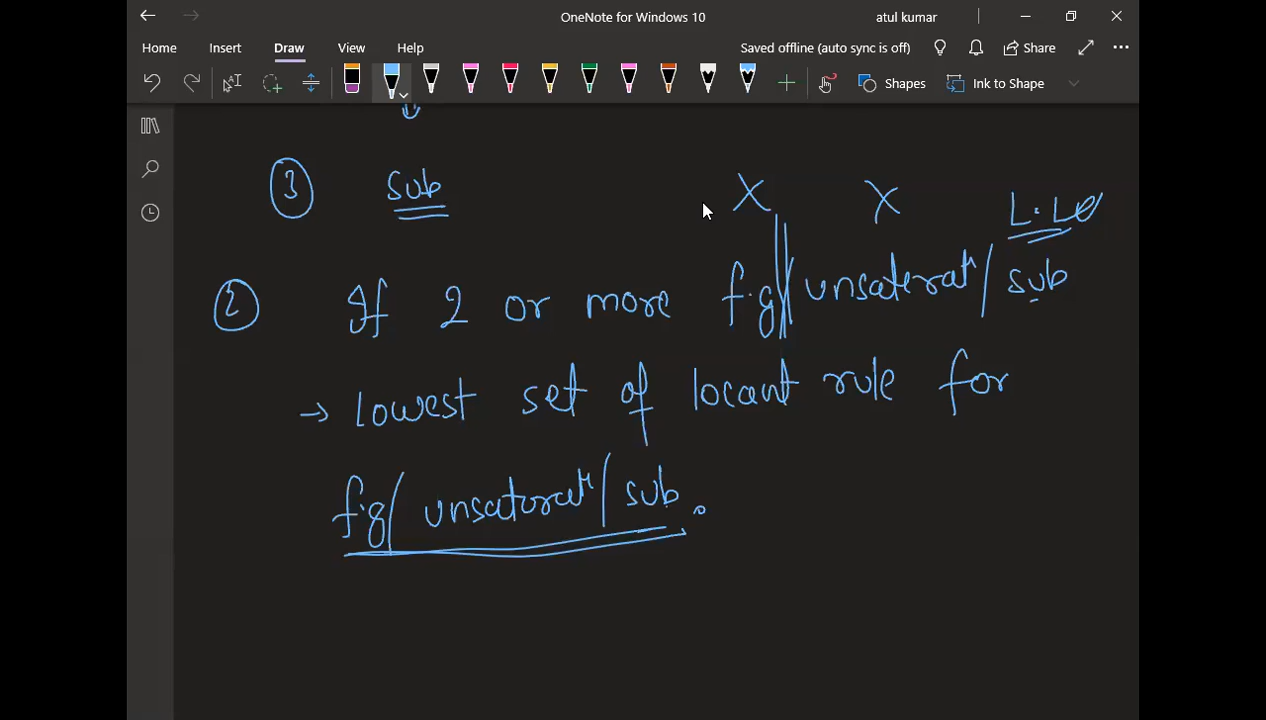 OneNote for Windows 10
atul kumar
Home Insert Draw View Help
Saved offline (auto sync is off)
Share
Shapes
Ink to Shape
3 sub
X X L.L
2 If 2 or more f.g/ unsaterat"/ sub
→ Lowest set of locant rule for
f.g/ unsaturat"/ sub.